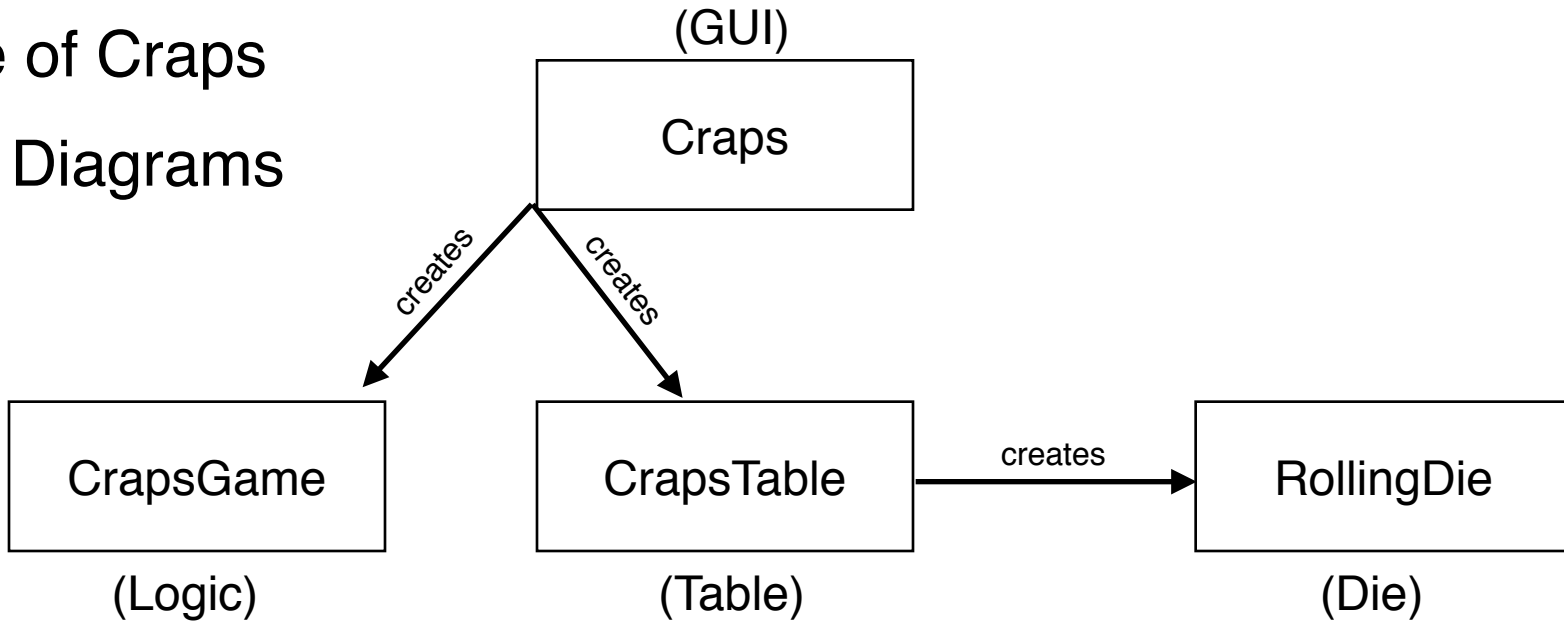 (GUI)
e of Craps
Craps
Diagrams
creates
creates
CrapsGame
CrapsTable
creates
RollingDie
(Logic)
(Table)
(Die)